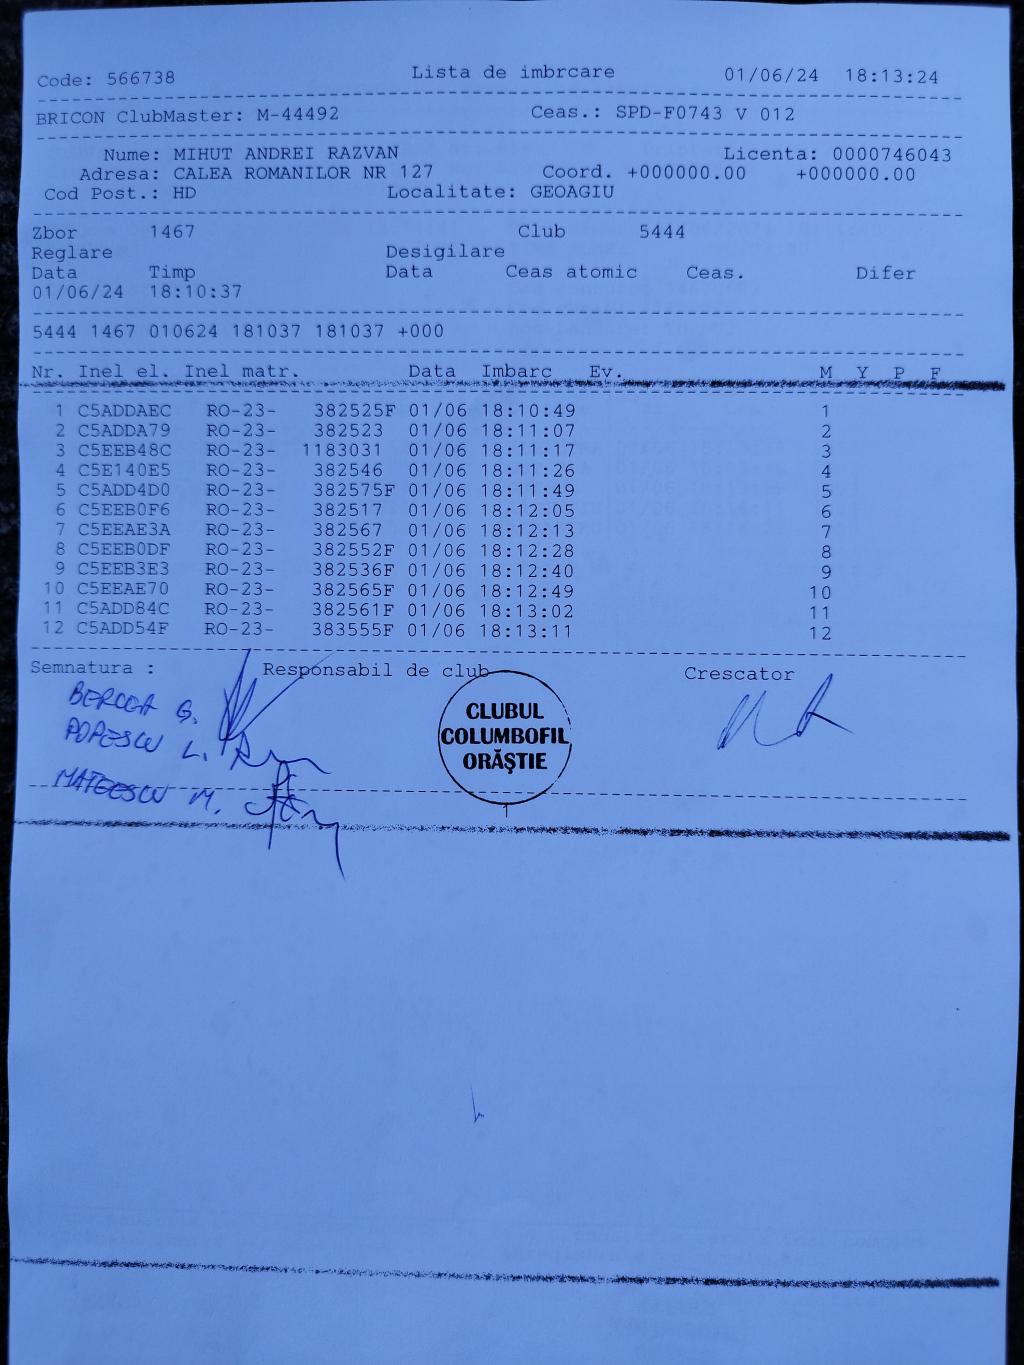 Code: 566738 Lista de imbrcare 01/06/24 18:13:24
BRICON ClubMaster: M-44492 Ceas.: SPD-F0743 V 012
Nume: MIHUT ANDREI RAZVAN Licenta: 0000746043
Adresa: CALEA ROMANILOR NR 127 Coord. +000000.00 +000000.00
Cod Post.: HD Localitate: GEOAGIU
Zbor 1467 Club 5444
Reglare Desigilare
Data Timp Data Ceas atomic Ceas. Difer
01/06/24 18:10:37
5444 1467 010624 181037 181037 +000
Nr. Inel el. Inel matr. Data Imbarc Ev. M Y P F
1 C5ADDAEC RO-23- 382525F 01/06 18:10:49 1
2 C5ADDA79 RO-23- 382523 01/06 18:11:07 2
3 C5EEB48C RO-23- 1183031 01/06 18:11:17 3
4 C5E140E5 RO-23- 382546 01/06 18:11:26 4
5 C5ADD4D0 RO-23- 382575F 01/06 18:11:49 5
6 C5EEB0F6 RO-23- 382517 01/06 18:12:05 6
7 C5EEAE3A RO-23- 382567 01/06 18:12:13 7
8 C5EEB0DF RO-23- 382552F 01/06 18:12:28 8
9 C5EEB3E3 RO-23- 382536F 01/06 18:12:40 9
10 C5EEAE70 RO-23- 382565F 01/06 18:12:49 10
11 C5ADD84C RO-23- 382561F 01/06 18:13:02 11
12 C5ADD54F RO-23- 383555F 01/06 18:13:11 12
Semnatura : Responsabil de club Crescator
G.
POPESCU L.
MATEESCU M.
CLUBUL
COLUMBOFIL
ORĂȘTIE
1